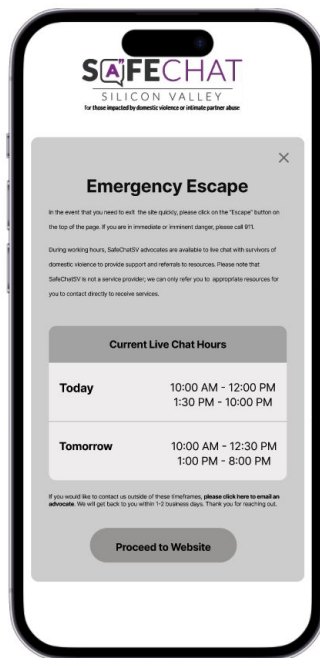 SAFECHAT
SILICON VALLEY
for those impacted by domestic violence or intimate partner abuse
×
Emergency Escape
In the event that you need to exit the site quickly, please click on the "Escape" button on
the top of the page. If you are in immediate or imminent danger, please call 911.
During working hours, SafeChatSV advocates are available to live chat with survivors of
domestic violence to provide support and referrals to resources. Please note that
SafeChatSV is not a service provider; we can only refer you to appropriate resources for
you to contact directly to receive services.
Current Live Chat Hours
Today 10:00 AM - 12:00 PM
1:30 PM - 10:00 PM
Tomorrow 10:00 AM - 12:30 PM
1:00 PM - 8:00 PM
If you would like to contact us outside of these timeframes, please click here to email an
advocate. We will get back to you within 1-2 business days. Thank you for reaching out.
Proceed to Website